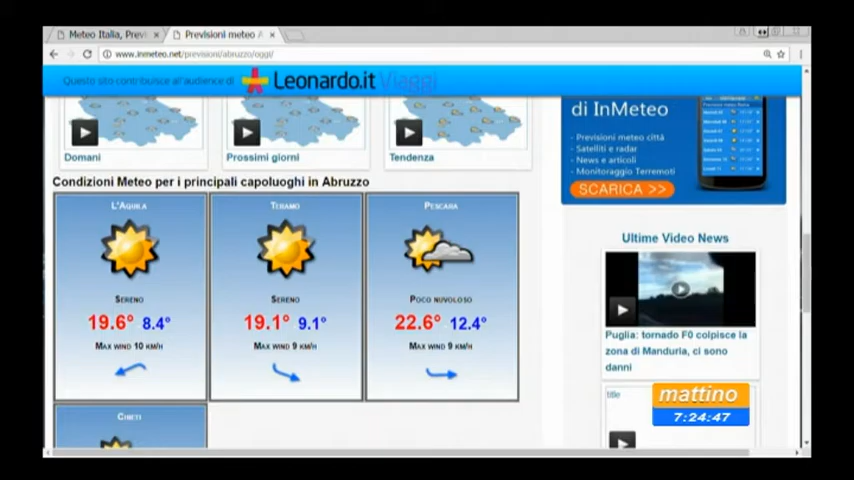 Meteo Italia, Previ
Previsioni meteo A
www.inmeteo.net/previsioni/abruzzo/oggi/
Questo sito contribuisce all'audience di
Leonardo.it Viaggi
Domani
Prossimi giorni
Tendenza
di InMeteo
- Previsioni meteo città
- Satelliti e radar
- News e articoli
- Monitoraggio Terremoti
SCARICA >>
Condizioni Meteo per i principali capoluoghi in Abruzzo
L'Aquila
Teramo
Pescara
Sereno
Sereno
Poco nuvoloso
19.6° 8.4°
19.1° 9.1°
22.6° 12.4°
Max wind 10 km/h
Max wind 9 km/h
Max wind 9 km/h
Chieti
Ultime Video News
Puglia: tornado F0 colpisce la
zona di Manduria, ci sono
danni
title
mattino
7:24:47